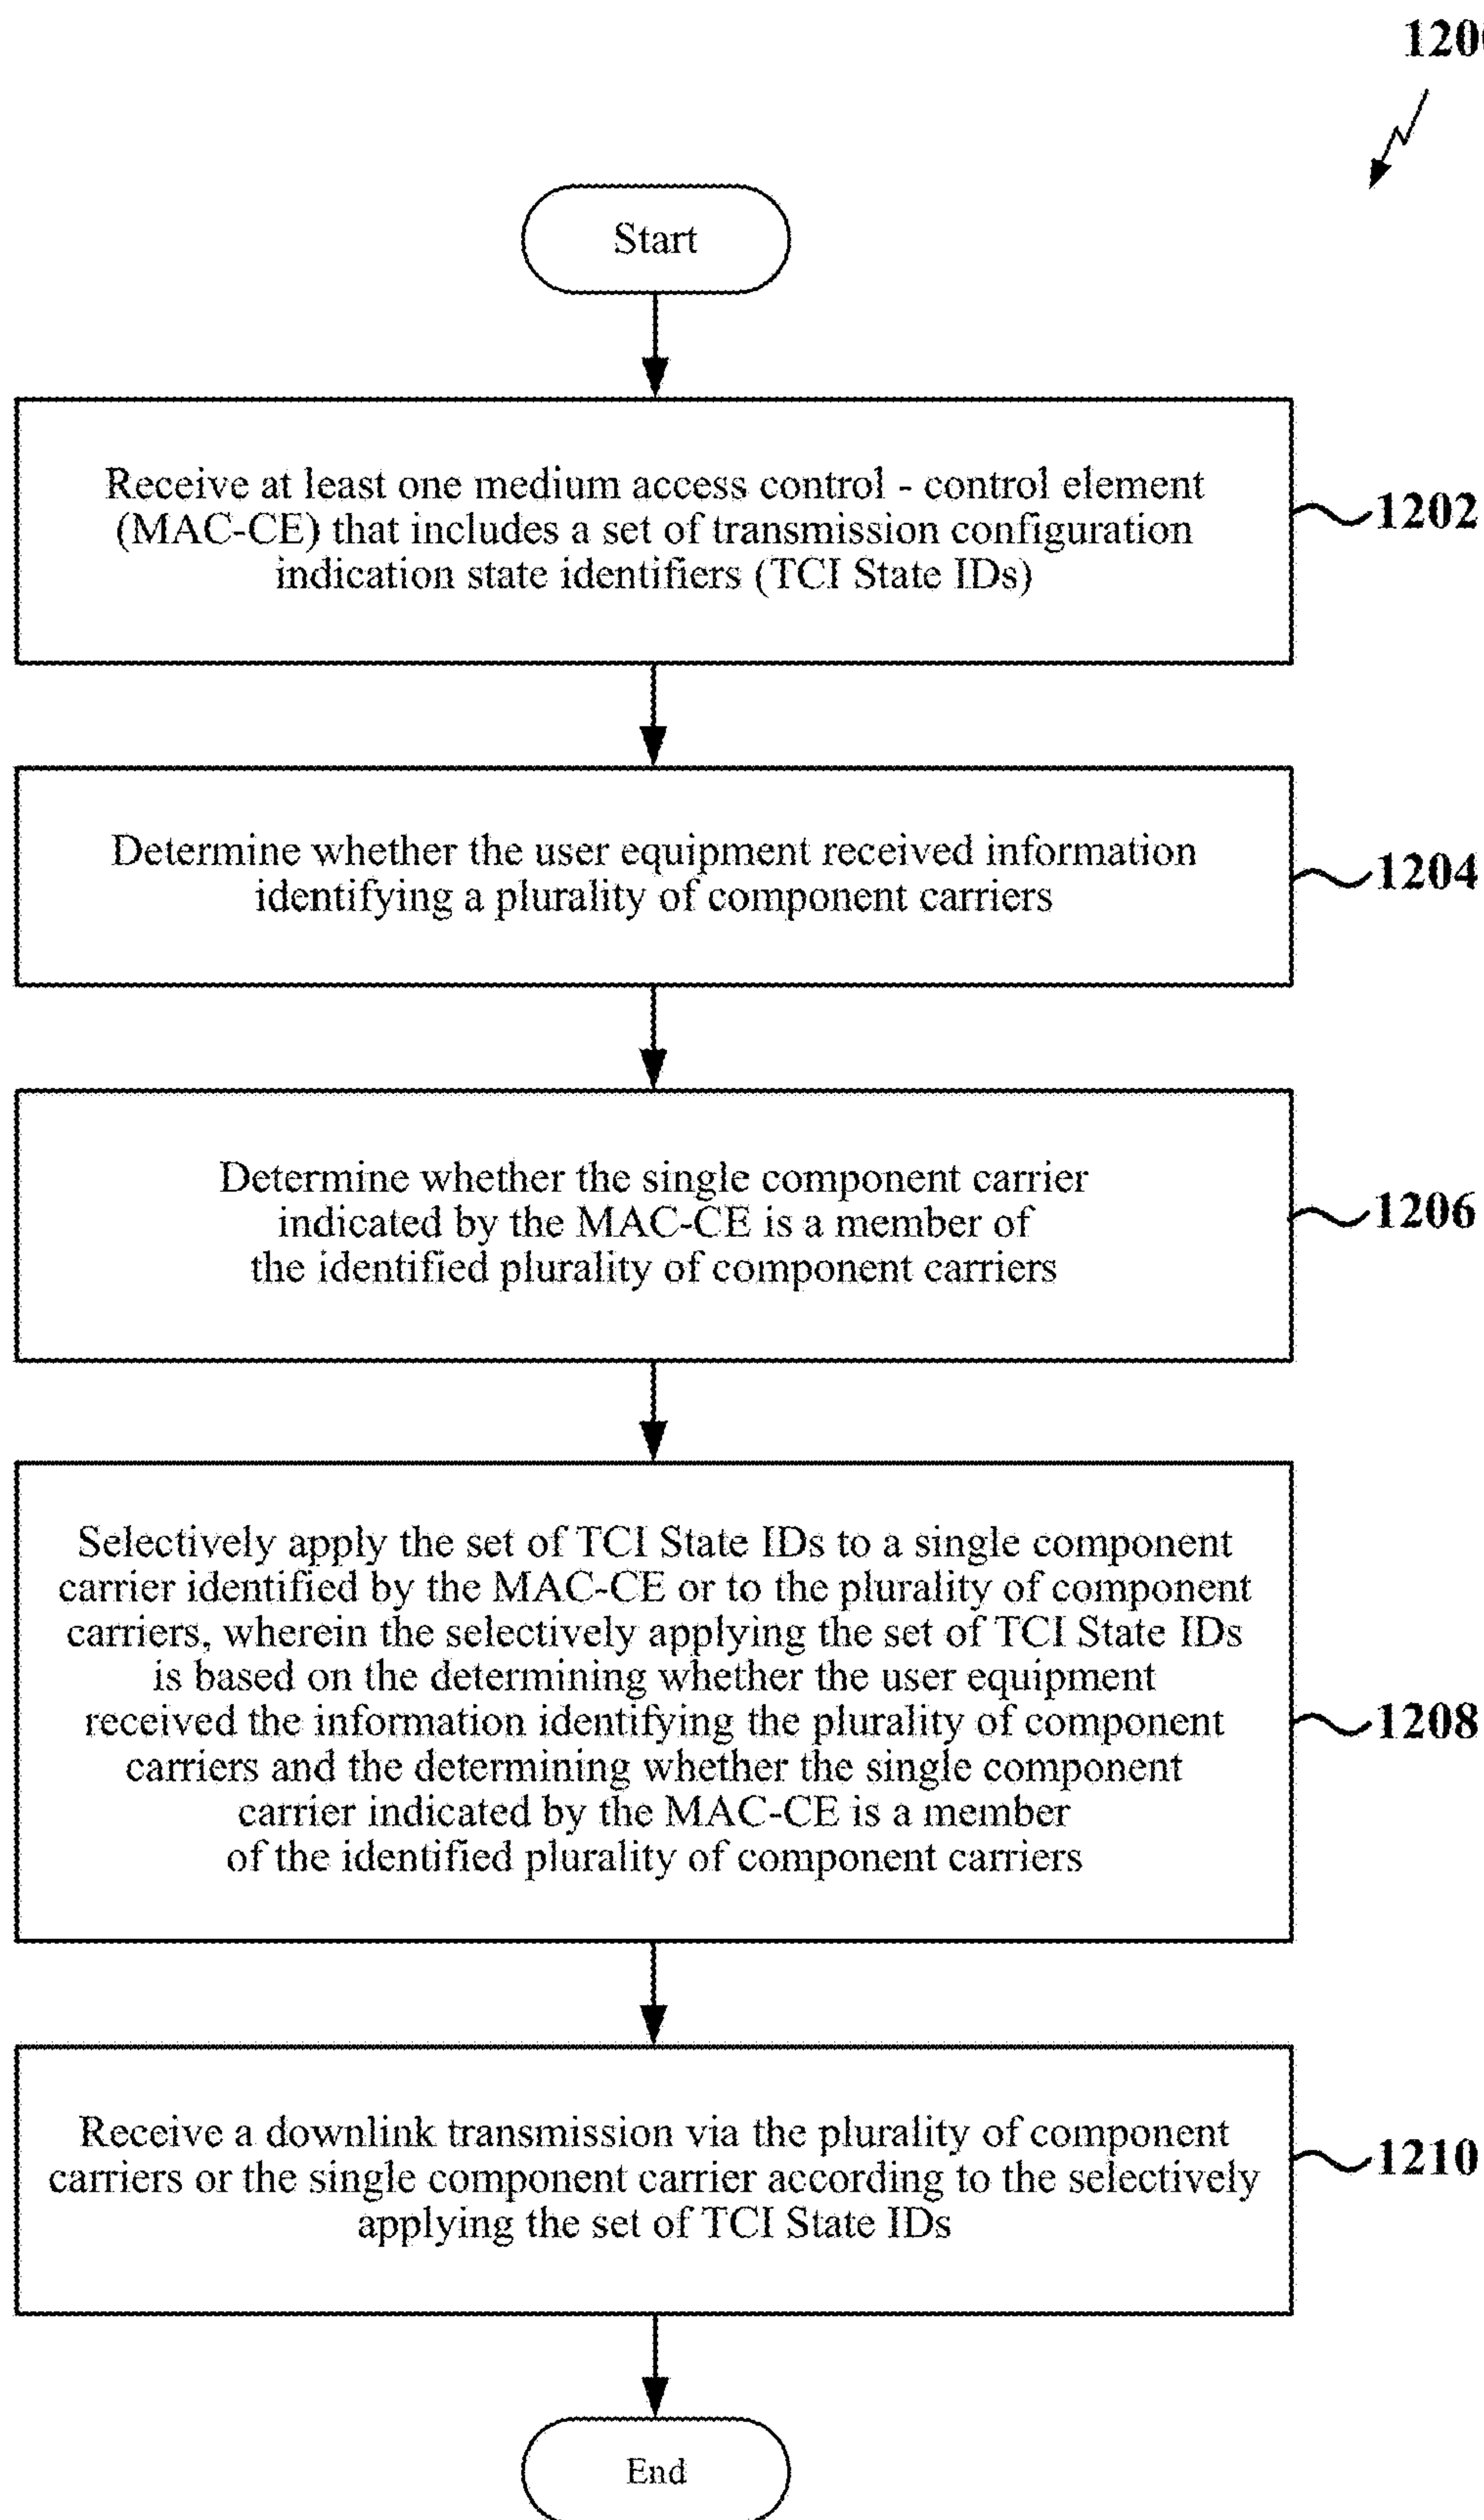 120
Start
Receive at least one medium access control - control element
(MAC-CE) that includes a set of transmission configuration
indication state identifiers (TCI State IDs)
1202
Determine whether the user equipment received information
identifying a plurality of component carriers
1204
Determine whether the single component carrier
indicated by the MAC-CE is a member of
the identified plurality of component carriers
1206
Selectively apply the set of TCI State IDs to a single component
carrier identified by the MAC-CE or to the plurality of component
carriers, wherein the selectively applying the set of TCI State IDs
is based on the determining whether the user equipment
received the information identifying the plurality of component
carriers and the determining whether the single component
carrier indicated by the MAC-CE is a member
of the identified plurality of component carriers
1208
Receive a downlink transmission via the plurality of component
carriers or the single component carrier according to the selectively
applying the set of TCI State IDs
1210
End